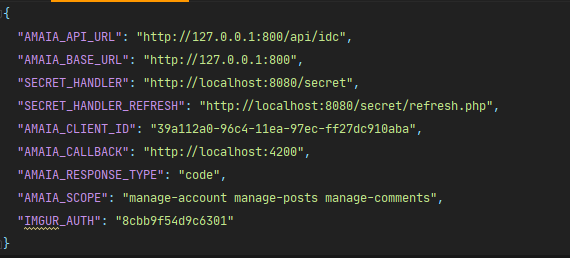 {
"AMAIA_API_URL": "http://127.0.0.1:800/api/idc",
"AMAIA_BASE_URL": "http://127.0.0.1:800",
"SECRET_HANDLER": "http://localhost:8080/secret",
"SECRET_HANDLER_REFRESH": "http://localhost:8080/secret/refresh.php",
"AMAIA_CLIENT_ID": "39a112a0-96c4-11ea-97ec-ff27dc910aba",
"AMAIA_CALLBACK": "http://localhost:4200",
"AMAIA_RESPONSE_TYPE": "code",
"AMAIA_SCOPE": "manage-account manage-posts manage-comments",
"IMGUR_AUTH": "8cbb9f54d9c6301"
}